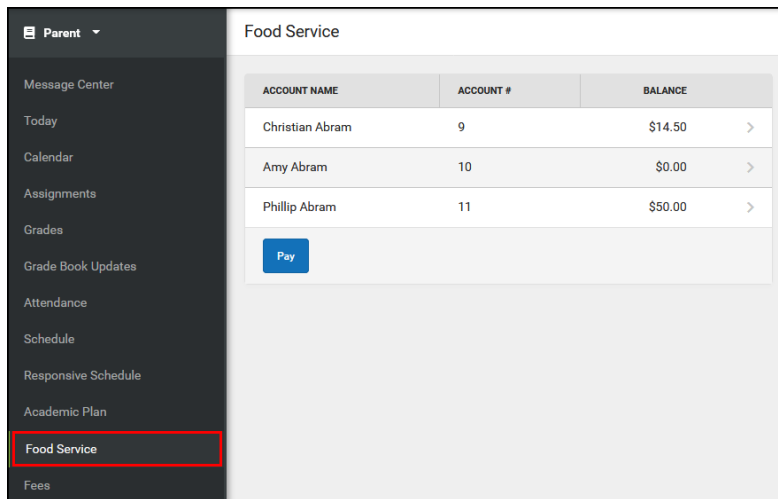 Parent
Message Center
Today
Calendar
Assignments
Grades
Grade Book Updates
Attendance
Schedule
Responsive Schedule
Academic Plan
Food Service
Fees
Food Service
ACCOUNT NAME ACCOUNT # BALANCE
Christian Abram 9 $14.50
Amy Abram 10 $0.00
Phillip Abram 11 $50.00
Pay